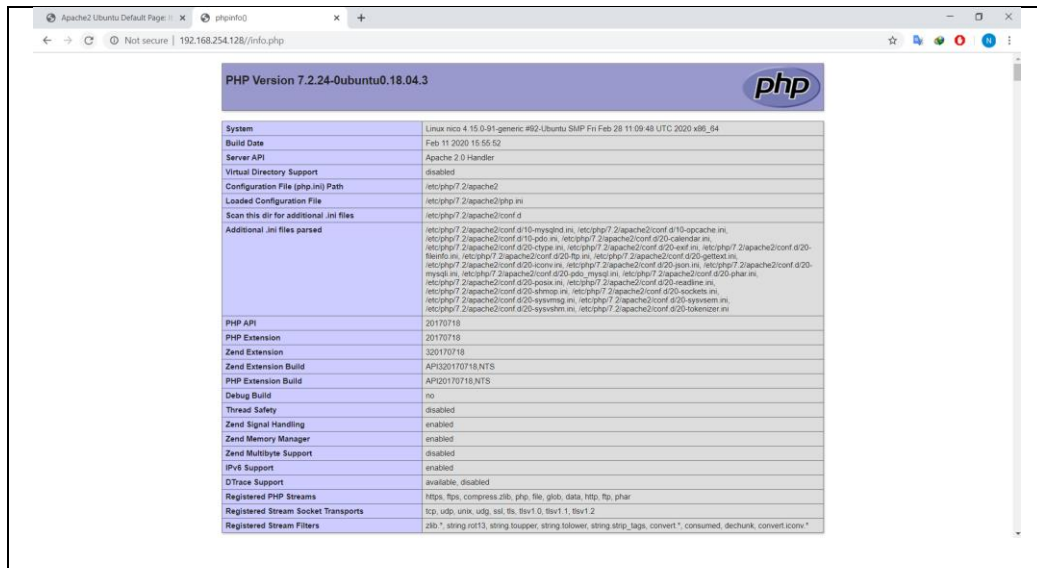 Apache2 Ubuntu Default Page: It
phpinfo()
Not secure | 192.168.254.128//info.php
N
PHP Version 7.2.24-0ubuntu0.18.04.3
php
System Linux nico 4.15.0-91-generic #92-Ubuntu SMP Fri Feb 28 11:09:48 UTC 2020 x86_64
Build Date Feb 11 2020 15:55:52
Server API Apache 2.0 Handler
Virtual Directory Support disabled
Configuration File (php.ini) Path /etc/php/7.2/apache2
Loaded Configuration File /etc/php/7.2/apache2/php.ini
Scan this dir for additional .ini files /etc/php/7.2/apache2/conf.d
Additional .ini files parsed /etc/php/7.2/apache2/conf.d/10-mysqlnd.ini, /etc/php/7.2/apache2/conf.d/10-opcache.ini,
/etc/php/7.2/apache2/conf.d/10-pdo.ini, /etc/php/7.2/apache2/conf.d/20-calendar.ini,
/etc/php/7.2/apache2/conf.d/20-ctype.ini, /etc/php/7.2/apache2/conf.d/20-exif.ini, /etc/php/7.2/apache2/conf.d/20-
fileinfo.ini, /etc/php/7.2/apache2/conf.d/20-ftp.ini, /etc/php/7.2/apache2/conf.d/20-gettext.ini,
/etc/php/7.2/apache2/conf.d/20-iconv.ini, /etc/php/7.2/apache2/conf.d/20-json.ini, /etc/php/7.2/apache2/conf.d/20-
mysqli.ini, /etc/php/7.2/apache2/conf.d/20-pdo_mysql.ini, /etc/php/7.2/apache2/conf.d/20-phar.ini,
/etc/php/7.2/apache2/conf.d/20-posix.ini, /etc/php/7.2/apache2/conf.d/20-readline.ini,
/etc/php/7.2/apache2/conf.d/20-shmop.ini, /etc/php/7.2/apache2/conf.d/20-sockets.ini,
/etc/php/7.2/apache2/conf.d/20-sysvmsg.ini, /etc/php/7.2/apache2/conf.d/20-sysvsem.ini,
/etc/php/7.2/apache2/conf.d/20-sysvshm.ini, /etc/php/7.2/apache2/conf.d/20-tokenizer.ini
PHP API 20170718
PHP Extension 20170718
Zend Extension 320170718
Zend Extension Build API320170718,NTS
PHP Extension Build API20170718,NTS
Debug Build no
Thread Safety disabled
Zend Signal Handling enabled
Zend Memory Manager enabled
Zend Multibyte Support disabled
IPv6 Support enabled
DTrace Support available, disabled
Registered PHP Streams https, ftps, compress.zlib, php, file, glob, data, http, ftp, phar
Registered Stream Socket Transports tcp, udp, unix, udg, ssl, tls, tlsv1.0, tlsv1.1, tlsv1.2
Registered Stream Filters zlib.*, string.rot13, string.toupper, string.tolower, string.strip_tags, convert.*, consumed, dechunk, convert.iconv.*